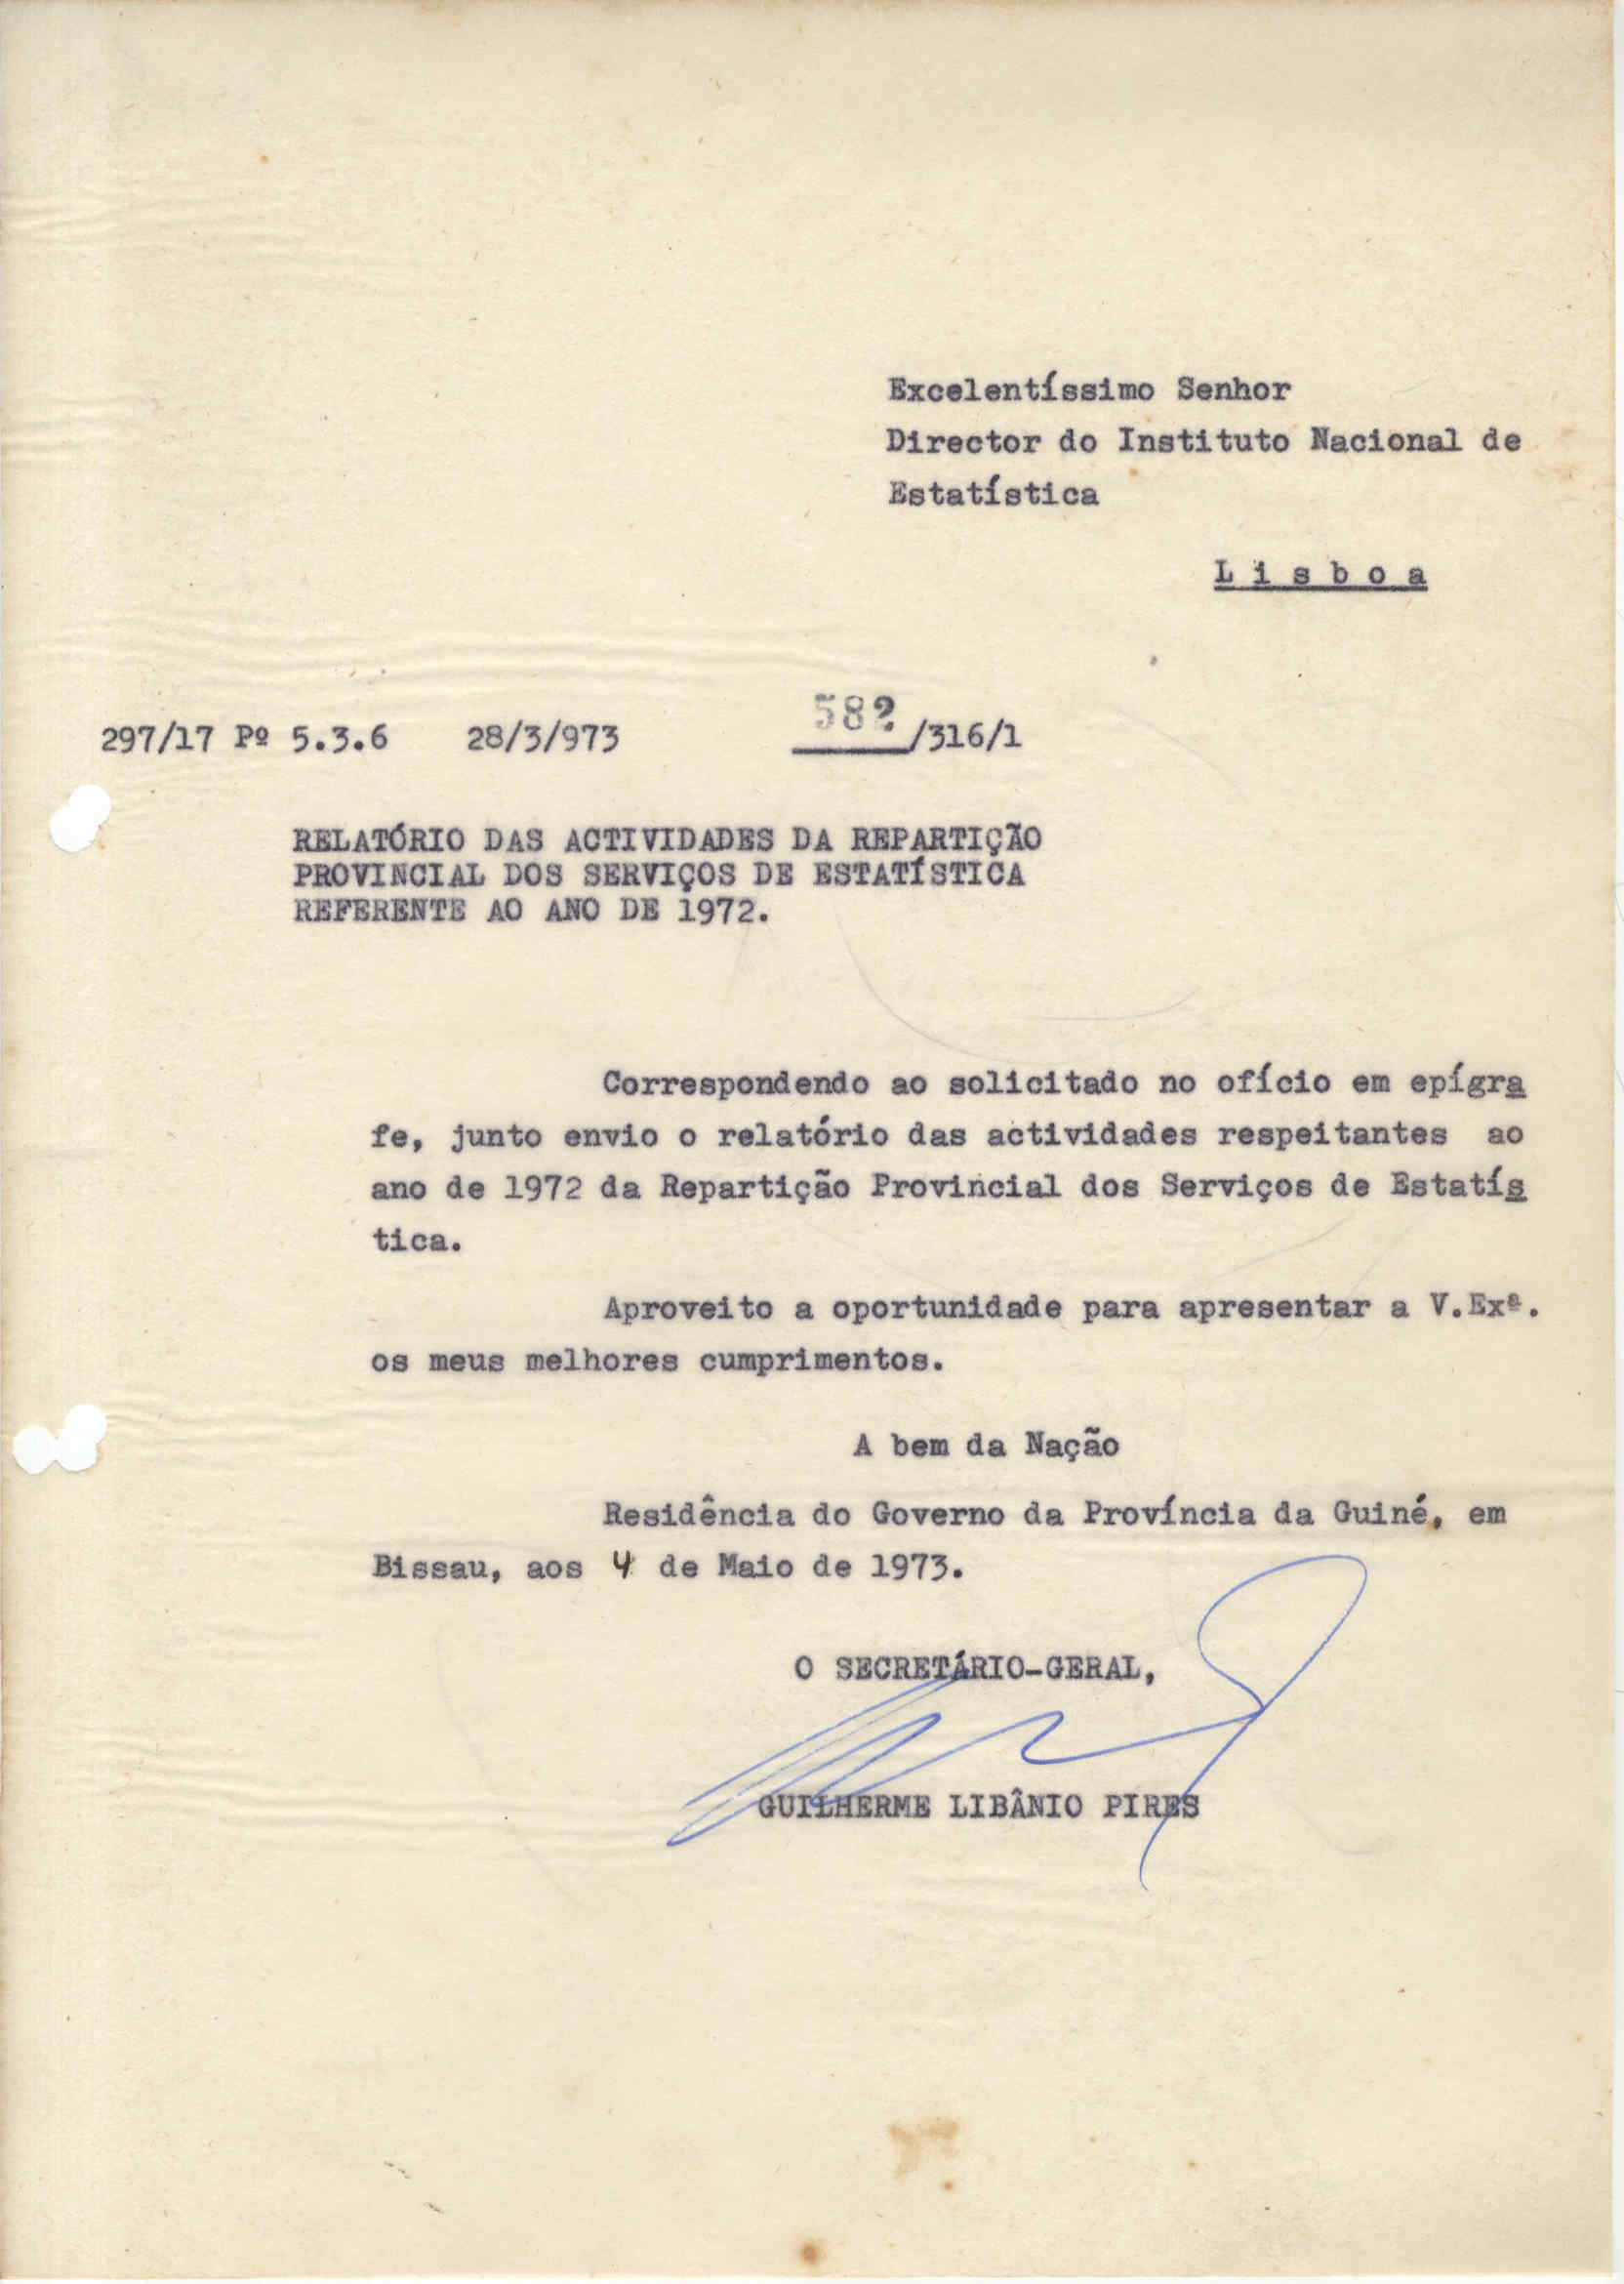 Excelentíssimo Senhor
Director do Instituto Nacional de
Estatística
L i s b o a
297/17 Pº 5.3.6 28/3/973 582/316/1
RELATÓRIO DAS ACTIVIDADES DA REPARTIÇÃO
PROVINCIAL DOS SERVIÇOS DE ESTATÍSTICA
REFERENTE AO ANO DE 1972.
Correspondendo ao solicitado no ofício em epígra
fe, junto envio o relatório das actividades respeitantes ao
ano de 1972 da Repartição Provincial dos Serviços de Estatís
tica.
Aproveito a oportunidade para apresentar a V.Exª.
os meus melhores cumprimentos.
A bem da Nação
Residência do Governo da Província da Guiné, em
Bissau, aos 4 de Maio de 1973.
O SECRETÁRIO-GERAL,
GUILHERME LIBÂNIO PIRES